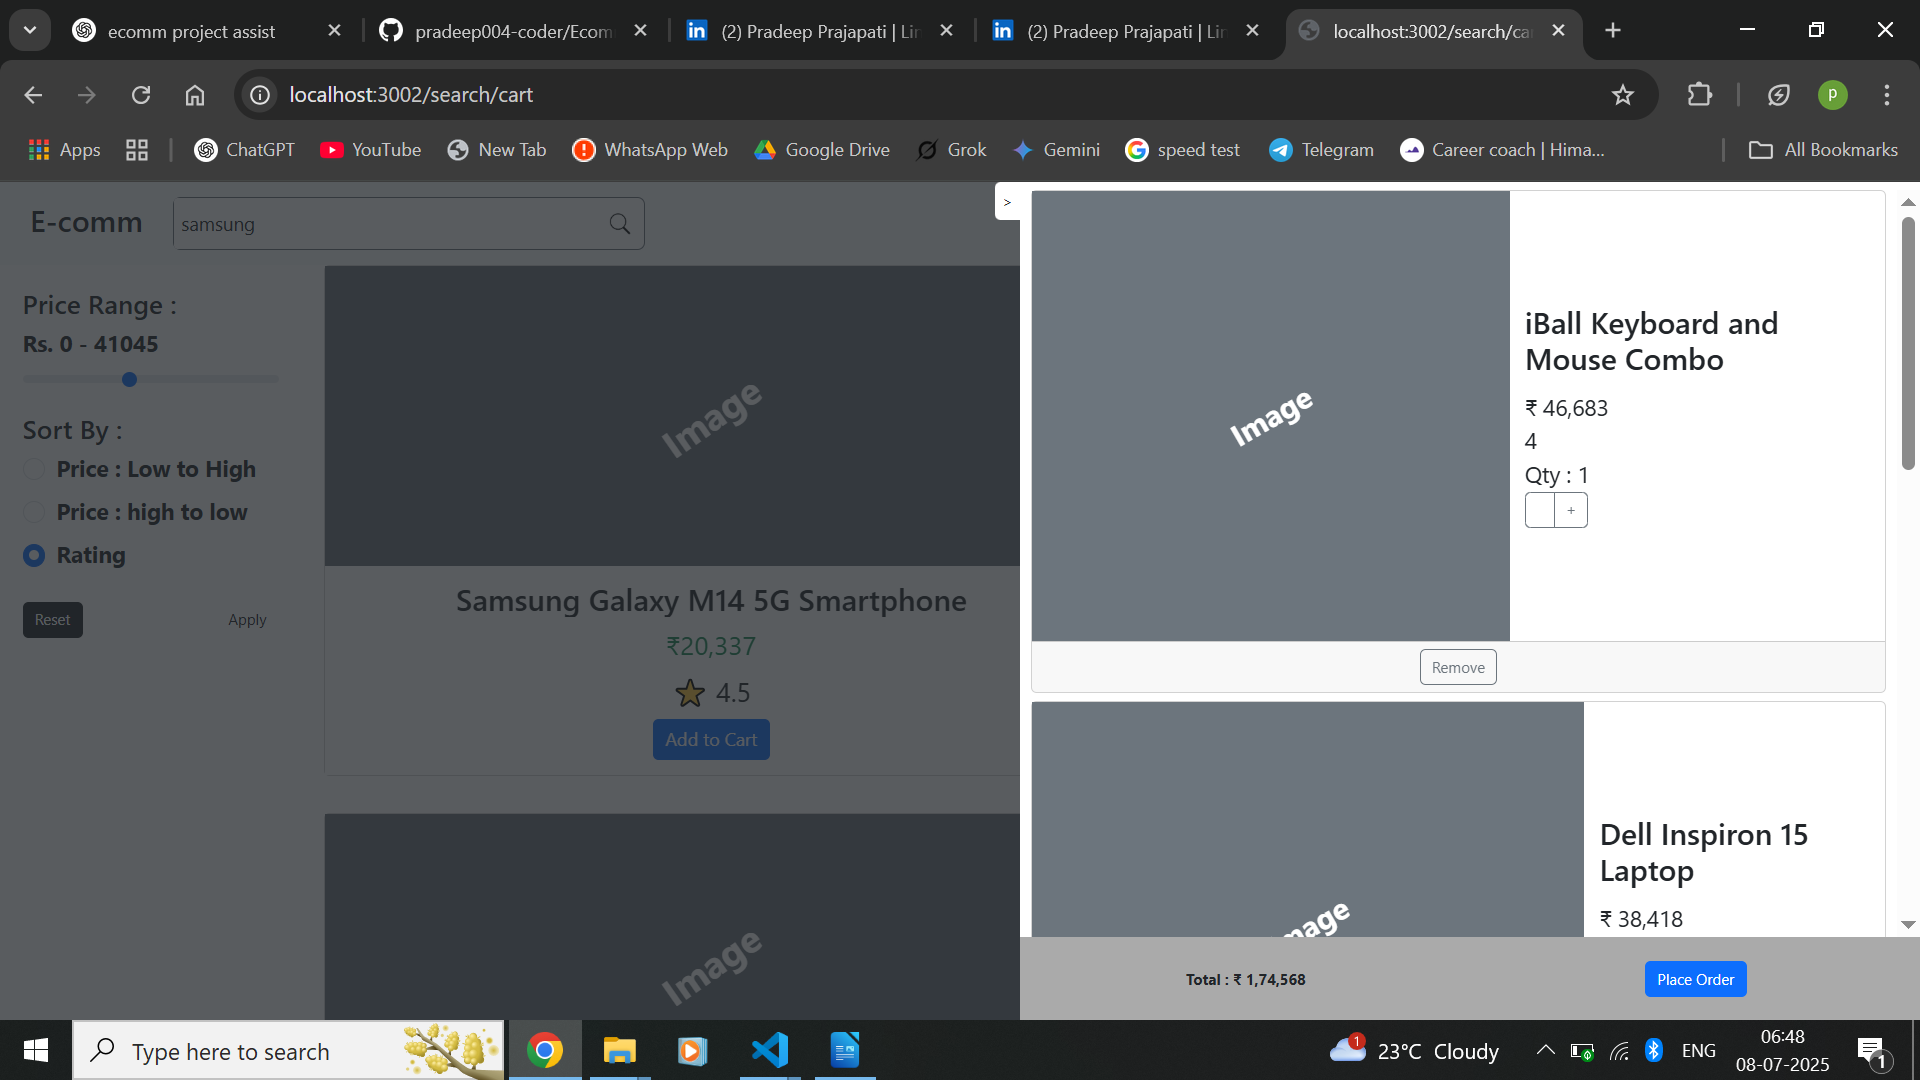 ecomm project assist
pradeep004-coder/Ecom
(2) Pradeep Prajapati | Lin
(2) Pradeep Prajapati | Lin
localhost:3002/search/ca
localhost:3002/search/cart
p
Apps
ChatGPT
YouTube
New Tab
WhatsApp Web
Google Drive
Grok
Gemini
speed test
Telegram
Career coach | Hima...
All Bookmarks
E-comm
samsung
Price Range :
Rs. 0 - 41045
Sort By :
Price : Low to High
Price : high to low
Rating
Reset
Apply
Image
Samsung Galaxy M14 5G Smartphone
₹20,337
4.5
Add to Cart
Image
>
Image
iBall Keyboard and
Mouse Combo
₹ 46,683
4
Qty : 1
+
Remove
Image
Dell Inspiron 15
Laptop
₹ 38,418
Total : ₹ 1,74,568
Place Order
Type here to search
1
23°C Cloudy
ENG
06:48
08-07-2025
1